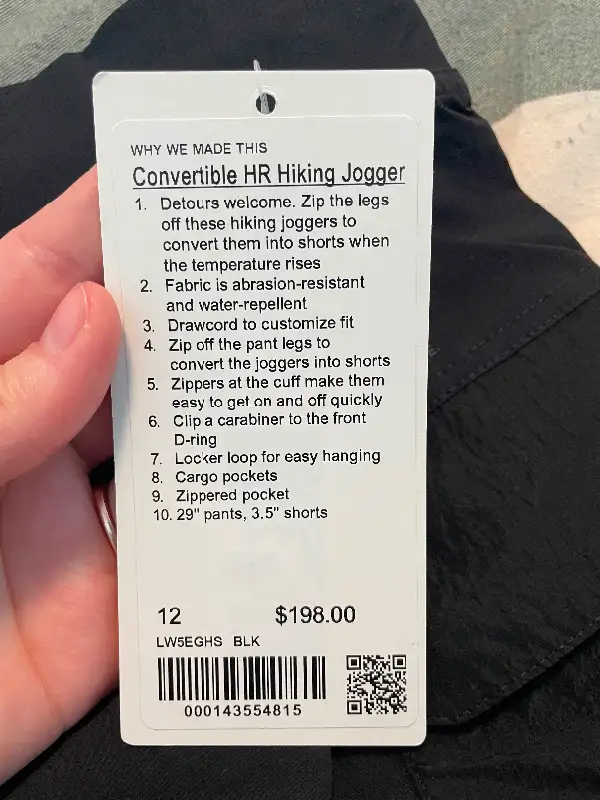 WHY WE MADE THIS
Convertible HR Hiking Jogger
1. Detours welcome. Zip the legs
off these hiking joggers to
convert them into shorts when
the temperature rises
2. Fabric is abrasion-resistant
and water-repellent
3. Drawcord to customize fit
4. Zip off the pant legs to
convert the joggers into shorts
5. Zippers at the cuff make them
easy to get on and off quickly
6. Clip a carabiner to the front
D-ring
7. Locker loop for easy hanging
8. Cargo pockets
9. Zippered pocket
10. 29" pants, 3.5" shorts
12 $198.00
LW5EGHS BLK
000143554815